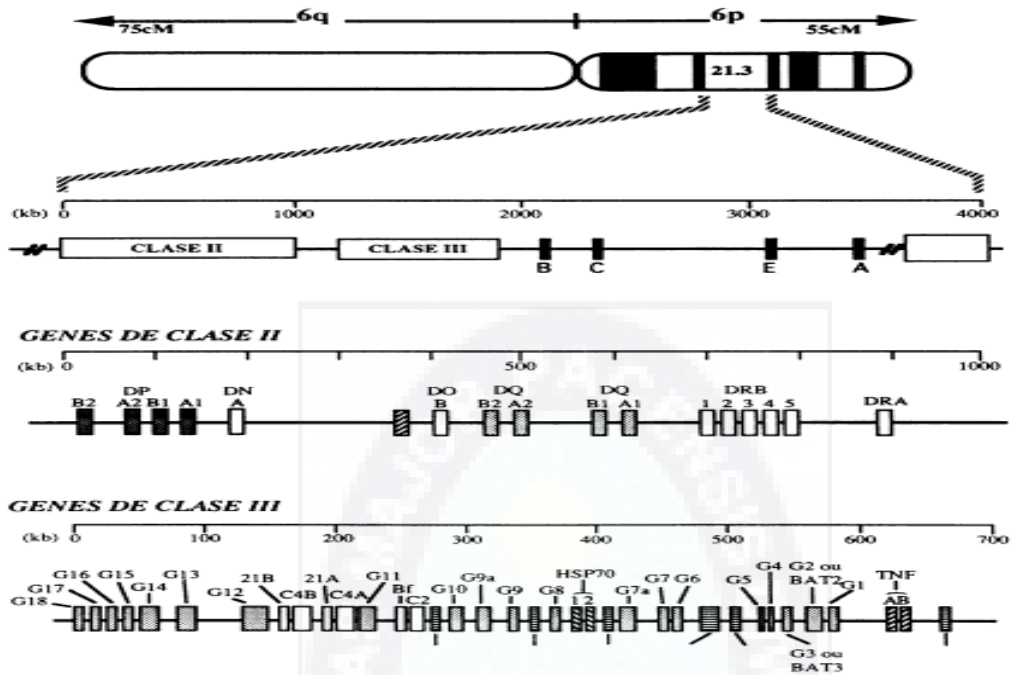 6q 6p
75cM 55cM
21.3
(kb) 0 1000 2000 3000 4000
CLASE II CLASE III
B C E A
GENES DE CLASE II
(kb) 0 500 1000
DP DN DO DQ DQ DRB
B2 A2 B1 A1 A B B2 A2 B1 A1 1 2 3 4 5 DRA
GENES DE CLASE III
(kb) 0 100 200 300 400 500 600 700
G18 G17 G16 G15 G14 G13 G12 21B C4B 21A C4A G11 Bf C2 G10 G9a G9 G8 HSP70 1 2 G7a G7 G6 G5 G4 G2 ou BAT2 G1 TNF AB
G3 ou
BAT3